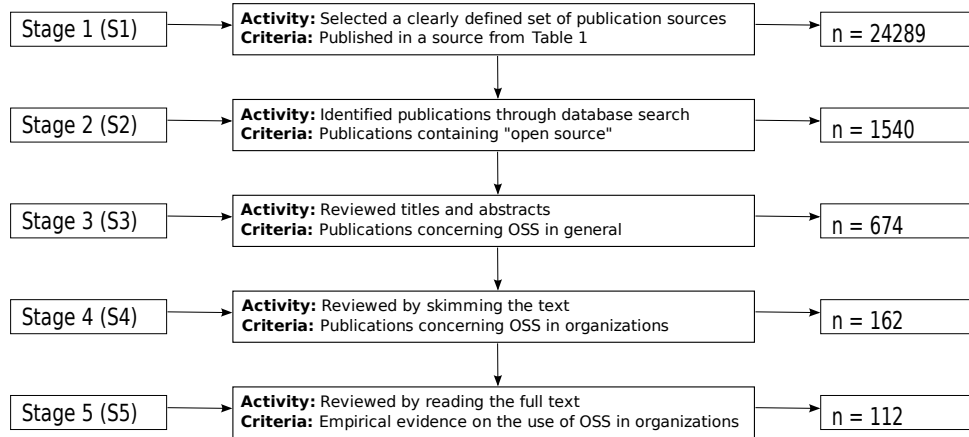 Stage 1 (S1)
Activity: Selected a clearly defined set of publication sources
Criteria: Published in a source from Table 1
n = 24289
Stage 2 (S2)
Activity: Identified publications through database search
Criteria: Publications containing "open source"
n = 1540
Stage 3 (S3)
Activity: Reviewed titles and abstracts
Criteria: Publications concerning OSS in general
n = 674
Stage 4 (S4)
Activity: Reviewed by skimming the text
Criteria: Publications concerning OSS in organizations
n = 162
Stage 5 (S5)
Activity: Reviewed by reading the full text
Criteria: Empirical evidence on the use of OSS in organizations
n = 112